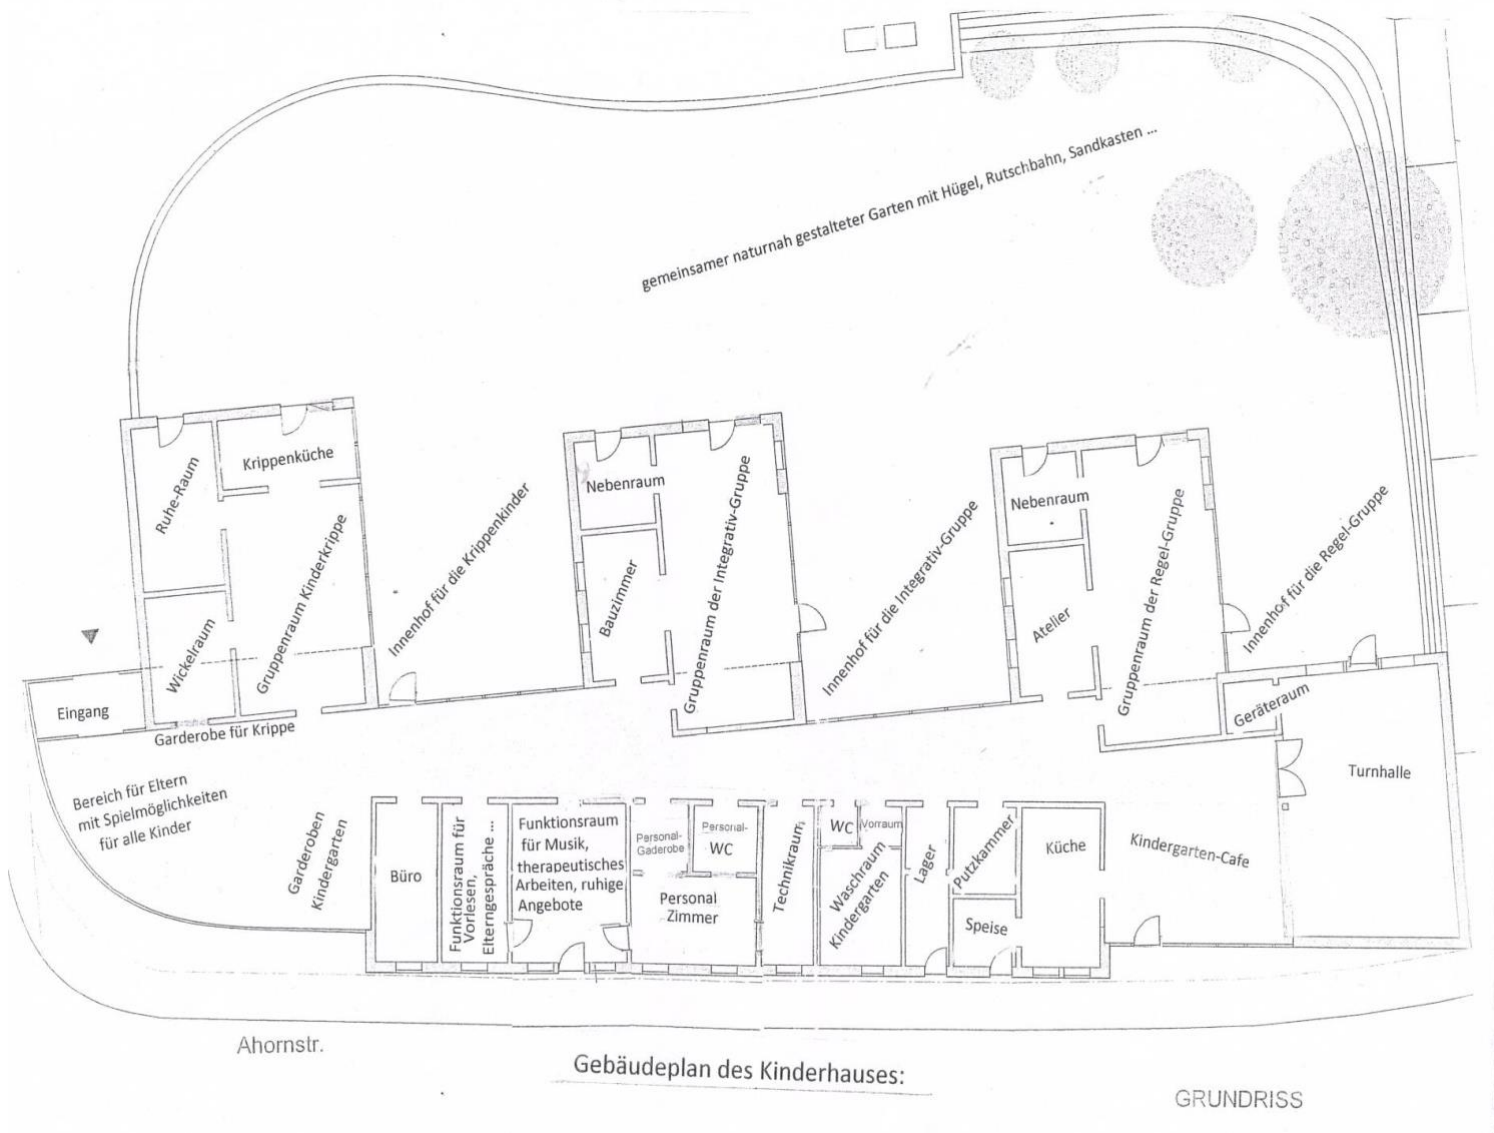 gemeinsamer naturnah gestalteter Garten mit Hügel, Rutschbahn, Sandkasten ...
Ruhe-Raum
Krippenküche
Gruppenraum Kinderkrippe
Wickelraum
Innenhof für die Krippenkinder
Nebenraum
Bauzimmer
Gruppenraum der Integrativ-Gruppe
Innenhof für die Integrativ-Gruppe
Nebenraum
Atelier
Gruppenraum der Regel-Gruppe
Innenhof für die Regel-Gruppe
Eingang
Garderobe für Krippe
Geräteraum
Turnhalle
Bereich für Eltern
mit Spielmöglichkeiten
für alle Kinder
Garderoben
Kindergarten
Büro
Funktionsraum für
Vorlesen,
Elterngespräche ...
Funktionsraum
für Musik,
therapeutisches
Arbeiten, ruhige
Angebote
Personal-
Gaderobe
Personal-
WC
Personal
Zimmer
Technikraum
WC
Vorraum
Waschraum
Kindergarten
Lager
Putzkammer
Speise
Küche
Kindergarten-Cafe
Ahornstr.
Gebäudeplan des Kinderhauses:
GRUNDRISS